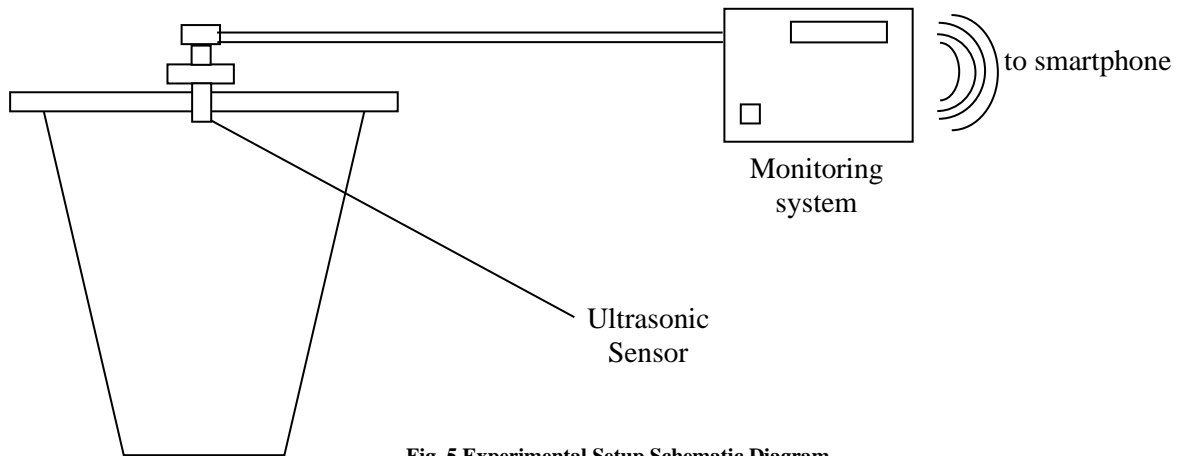 to smartphone
Monitoring
system
Ultrasonic
Sensor
Fig. 5 Experimental Setup Schematic Diagram